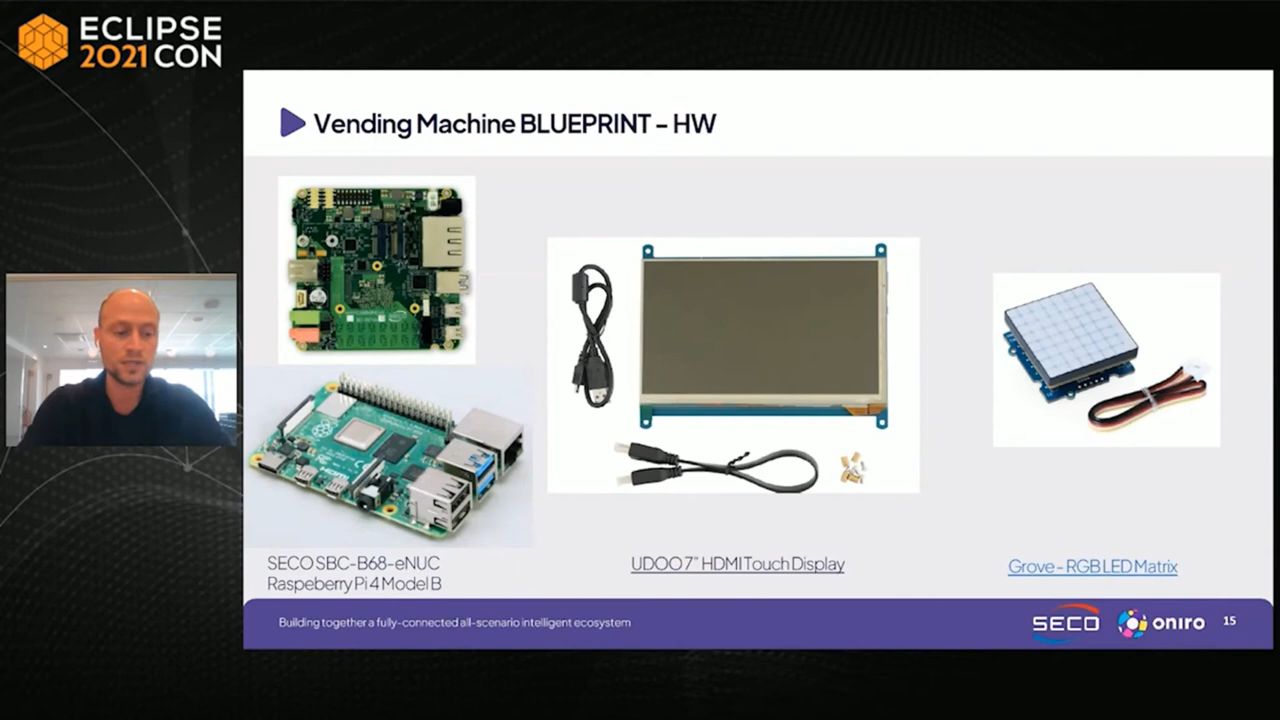 ECLIPSE
2021 CON
Vending Machine BLUEPRINT – HW
SECO SBC-B68-eNUC
Raspeberry Pi 4 Model B
UDOO 7" HDMI Touch Display
Grove - RGB LED Matrix
Building together a fully-connected all-scenario intelligent ecosystem
SECO
oniro
15